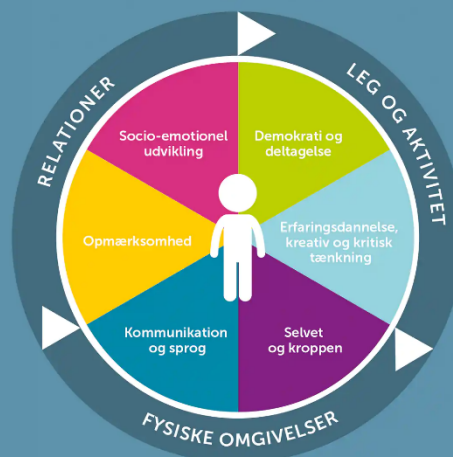 RELATIONER
LEG OG AKTIVITET
Socio-emotionel
udvikling
Demokrati og
deltagelse
Opmærksomhed
Erfaringsdannelse,
kreativ og kritisk
tænkning
Kommunikation
og sprog
Selvet
og kroppen
FYSISKE OMGIVELSER